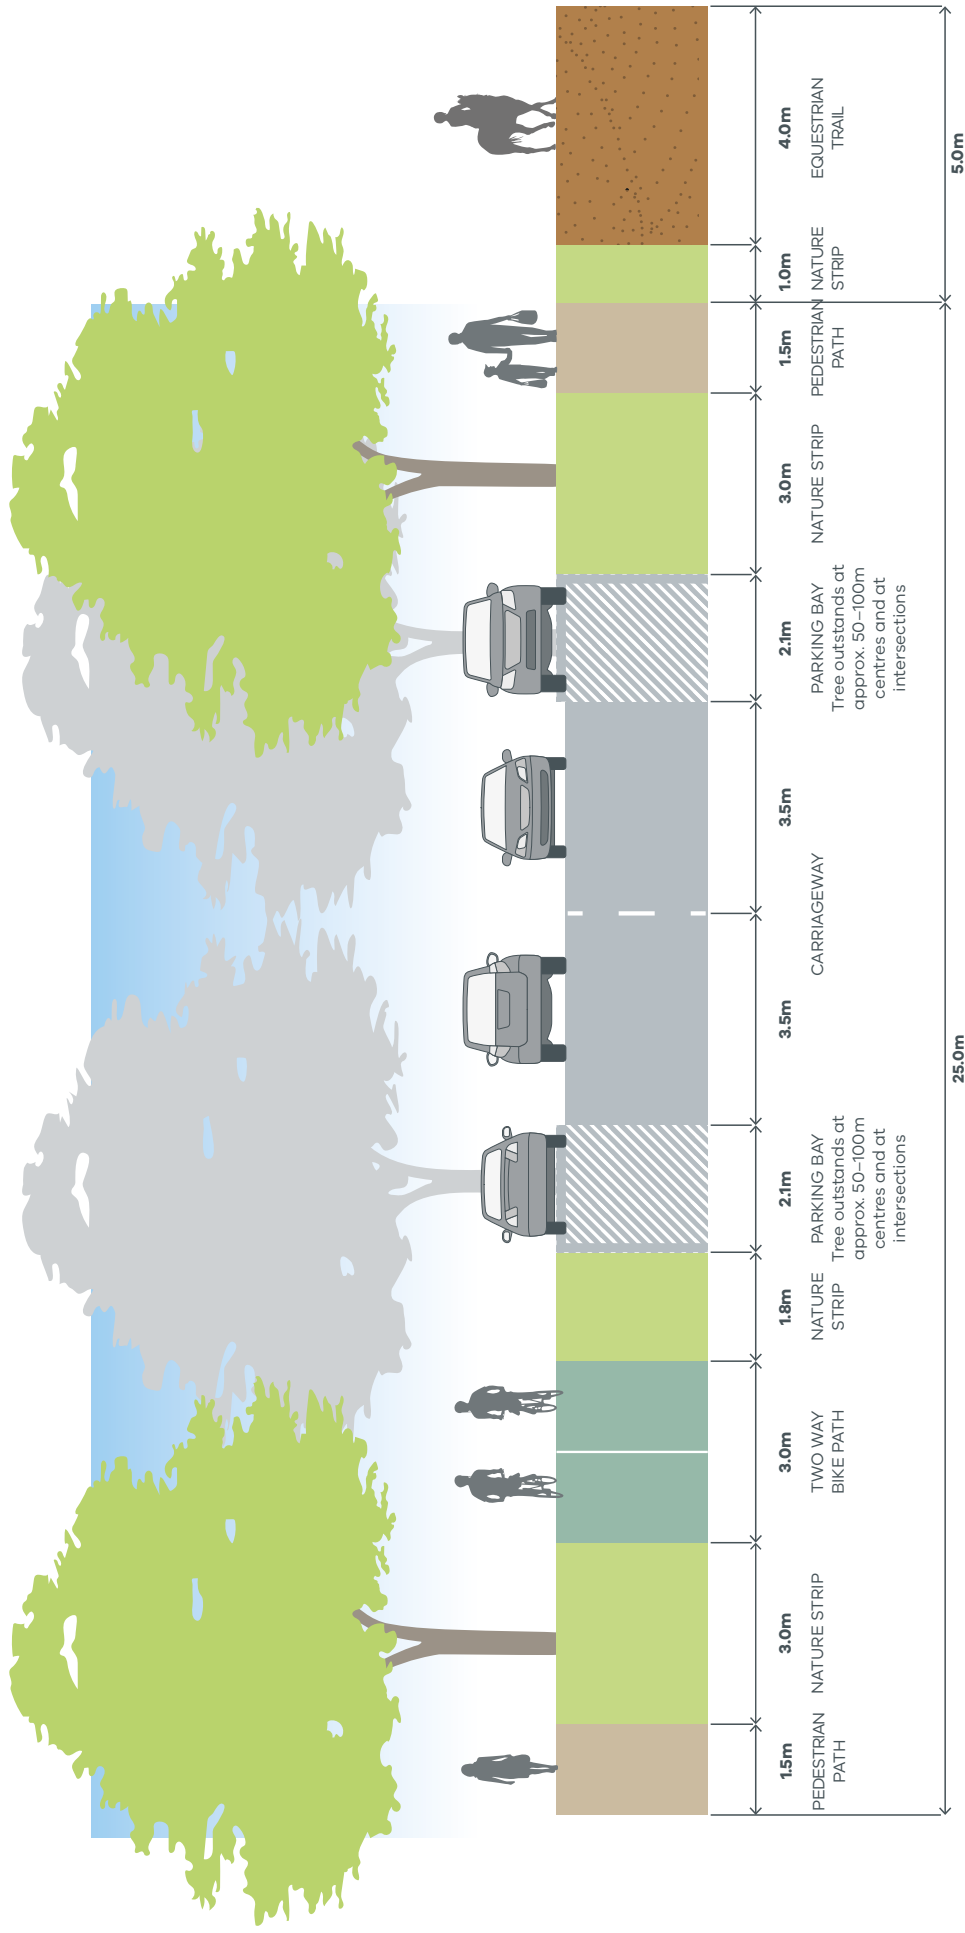 1.5m
3.0m
3.0m
1.8m
2.1m
3.5m
3.5m
2.1m
3.0m
1.5m
1.0m
4.0m
PEDESTRIAN
PATH
NATURE STRIP
TWO WAY
BIKE PATH
NATURE
STRIP
PARKING BAY
Tree outstands at
approx. 50–100m
centres and at
intersections
CARRIAGEWAY
PARKING BAY
Tree outstands at
approx. 50–100m
centres and at
intersections
NATURE STRIP
PEDESTRIAN
PATH
NATURE
STRIP
EQUESTRIAN
TRAIL
25.0m
5.0m